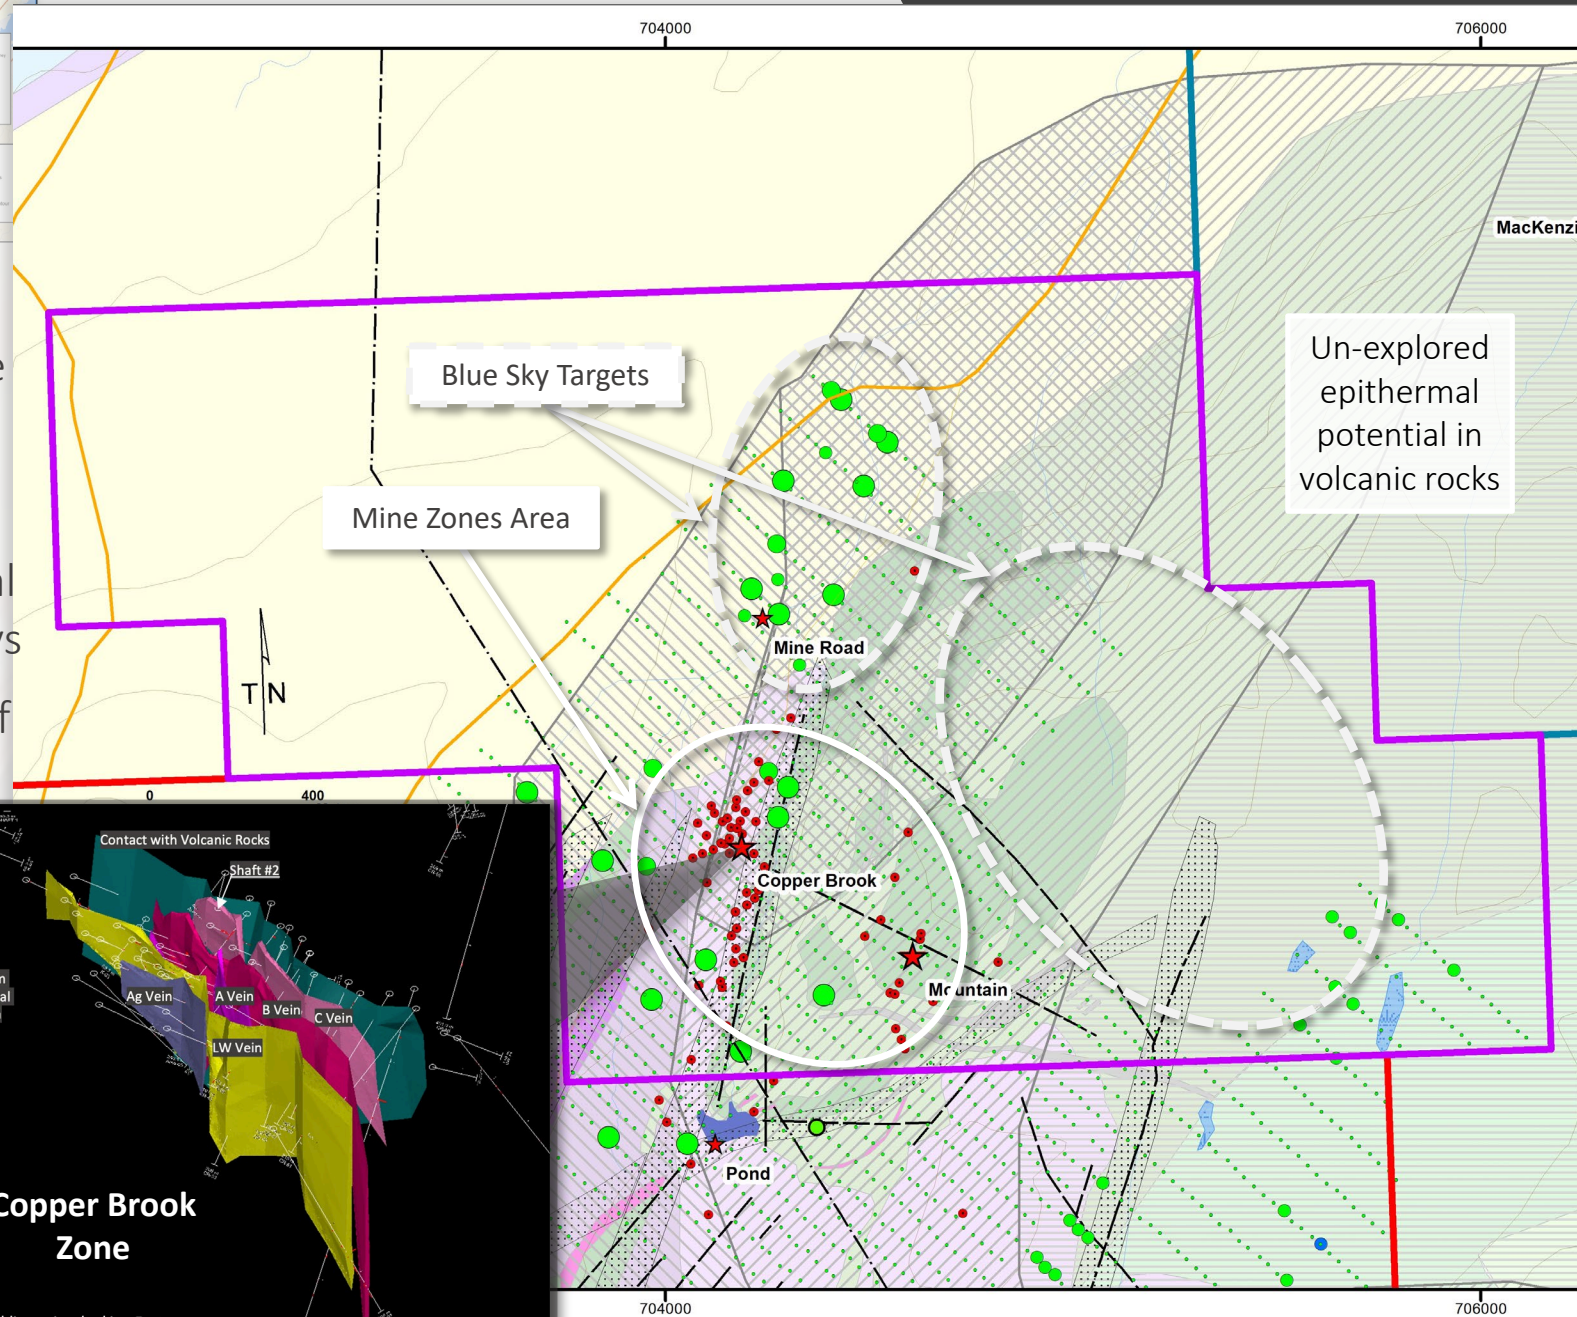 704000
706000
MacKenzi
Un-explored
epithermal
potential in
volcanic rocks
Blue Sky Targets
Mine Zones Area
Mine Road
T N
0
400
Copper Brook
Mountain
Pond
Contact with Volcanic Rocks
Shaft #2
Ag Vein
A Vein
B Vein
C Vein
LW Vein
Copper Brook
Zone
704000
706000